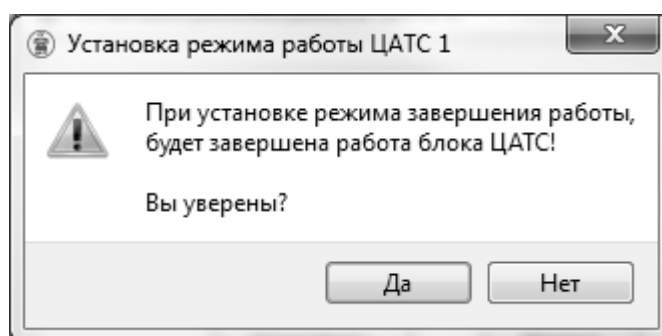 Установка режима работы ЦАТС 1
При установке режима завершения работы,
будет завершена работа блока ЦАТС!
Вы уверены?
Да
Нет